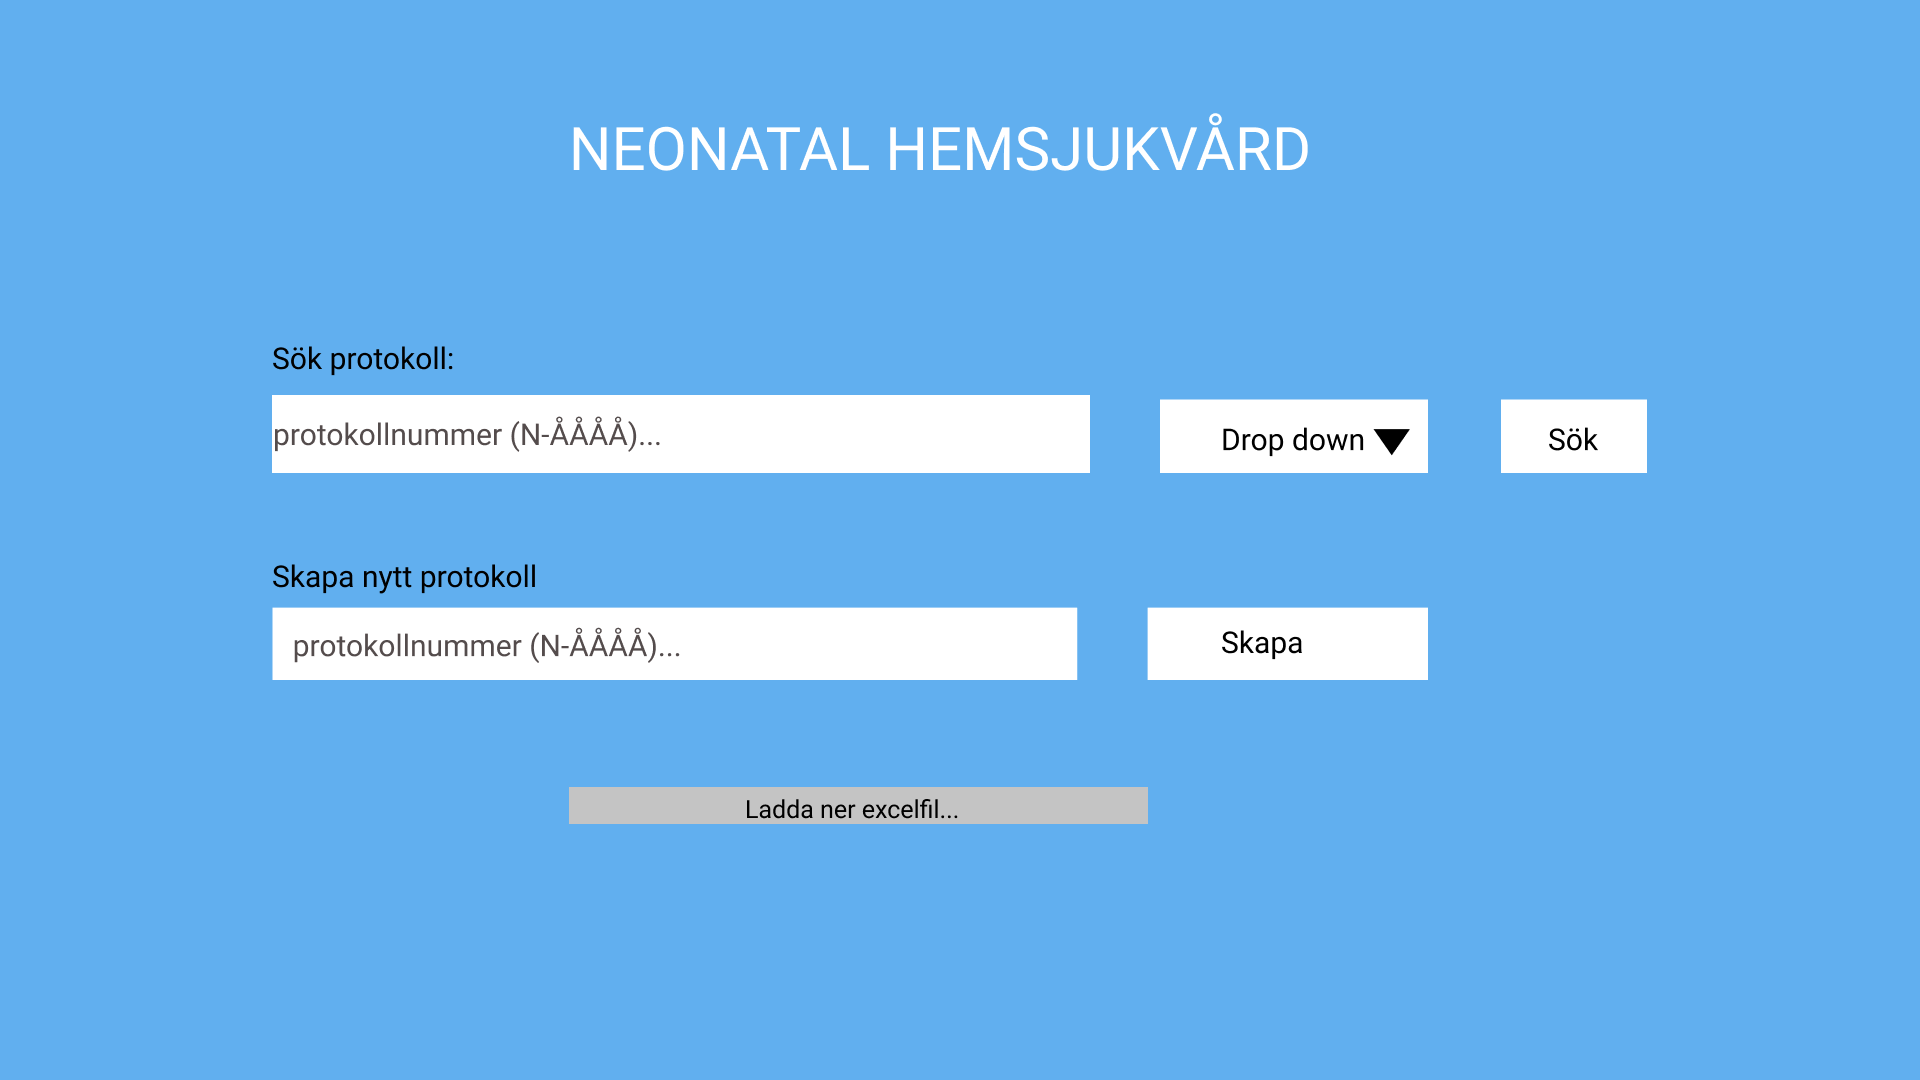 NEONATAL HEMSJUKVÅRD
Sök protokoll:
protokollnummer (N-ÅÅÅÅ)...
Drop down
Sök
Skapa nytt protokoll
protokollnummer (N-ÅÅÅÅ)...
Skapa
Ladda ner excelfil...